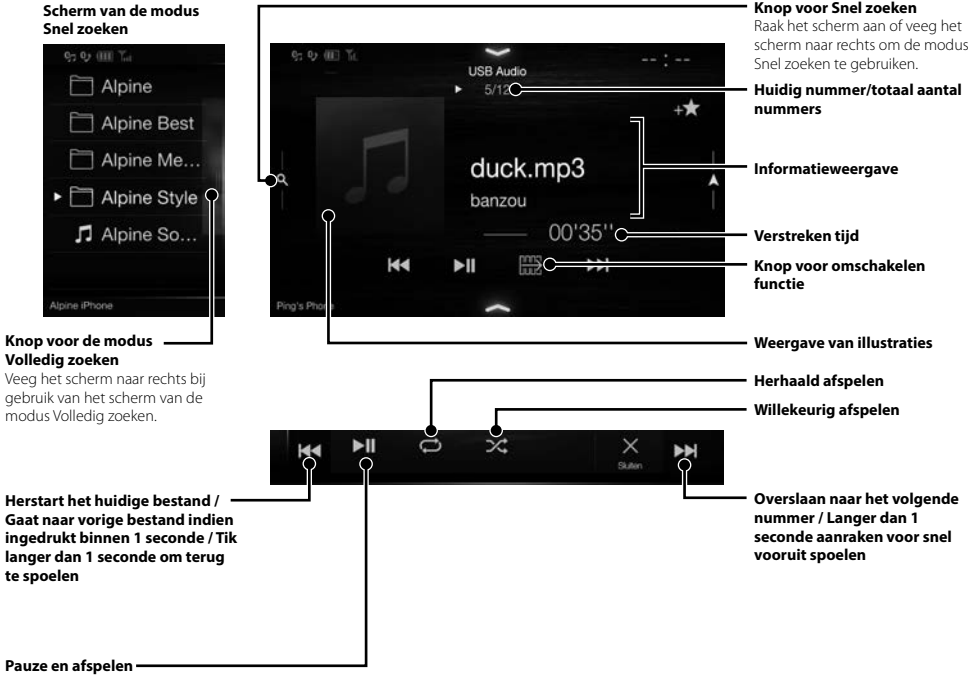 Scherm van de modus
Snel zoeken
Alpine
Alpine Best
Alpine Me...
Alpine Style
Alpine So...
Alpine iPhone
Knop voor de modus
Volledig zoeken
Veeg het scherm naar rechts bij
gebruik van het scherm van de
modus Volledig zoeken.
USB Audio
5/12
-- : --
duck.mp3
banzou
00'35''
Ping's Phone
Knop voor Snel zoeken
Raak het scherm aan of veeg het
scherm naar rechts om de modus
Snel zoeken te gebruiken.
Huidig nummer/totaal aantal
nummers
Informatieweergave
Verstreken tijd
Knop voor omschakelen
functie
Weergave van illustraties
Herhaald afspelen
Willekeurig afspelen
Sluiten
Herstart het huidige bestand /
Gaat naar vorige bestand indien
ingedrukt binnen 1 seconde / Tik
langer dan 1 seconde om terug
te spoelen
Overslaan naar het volgende
nummer / Langer dan 1
seconde aanraken voor snel
vooruit spoelen
Pauze en afspelen